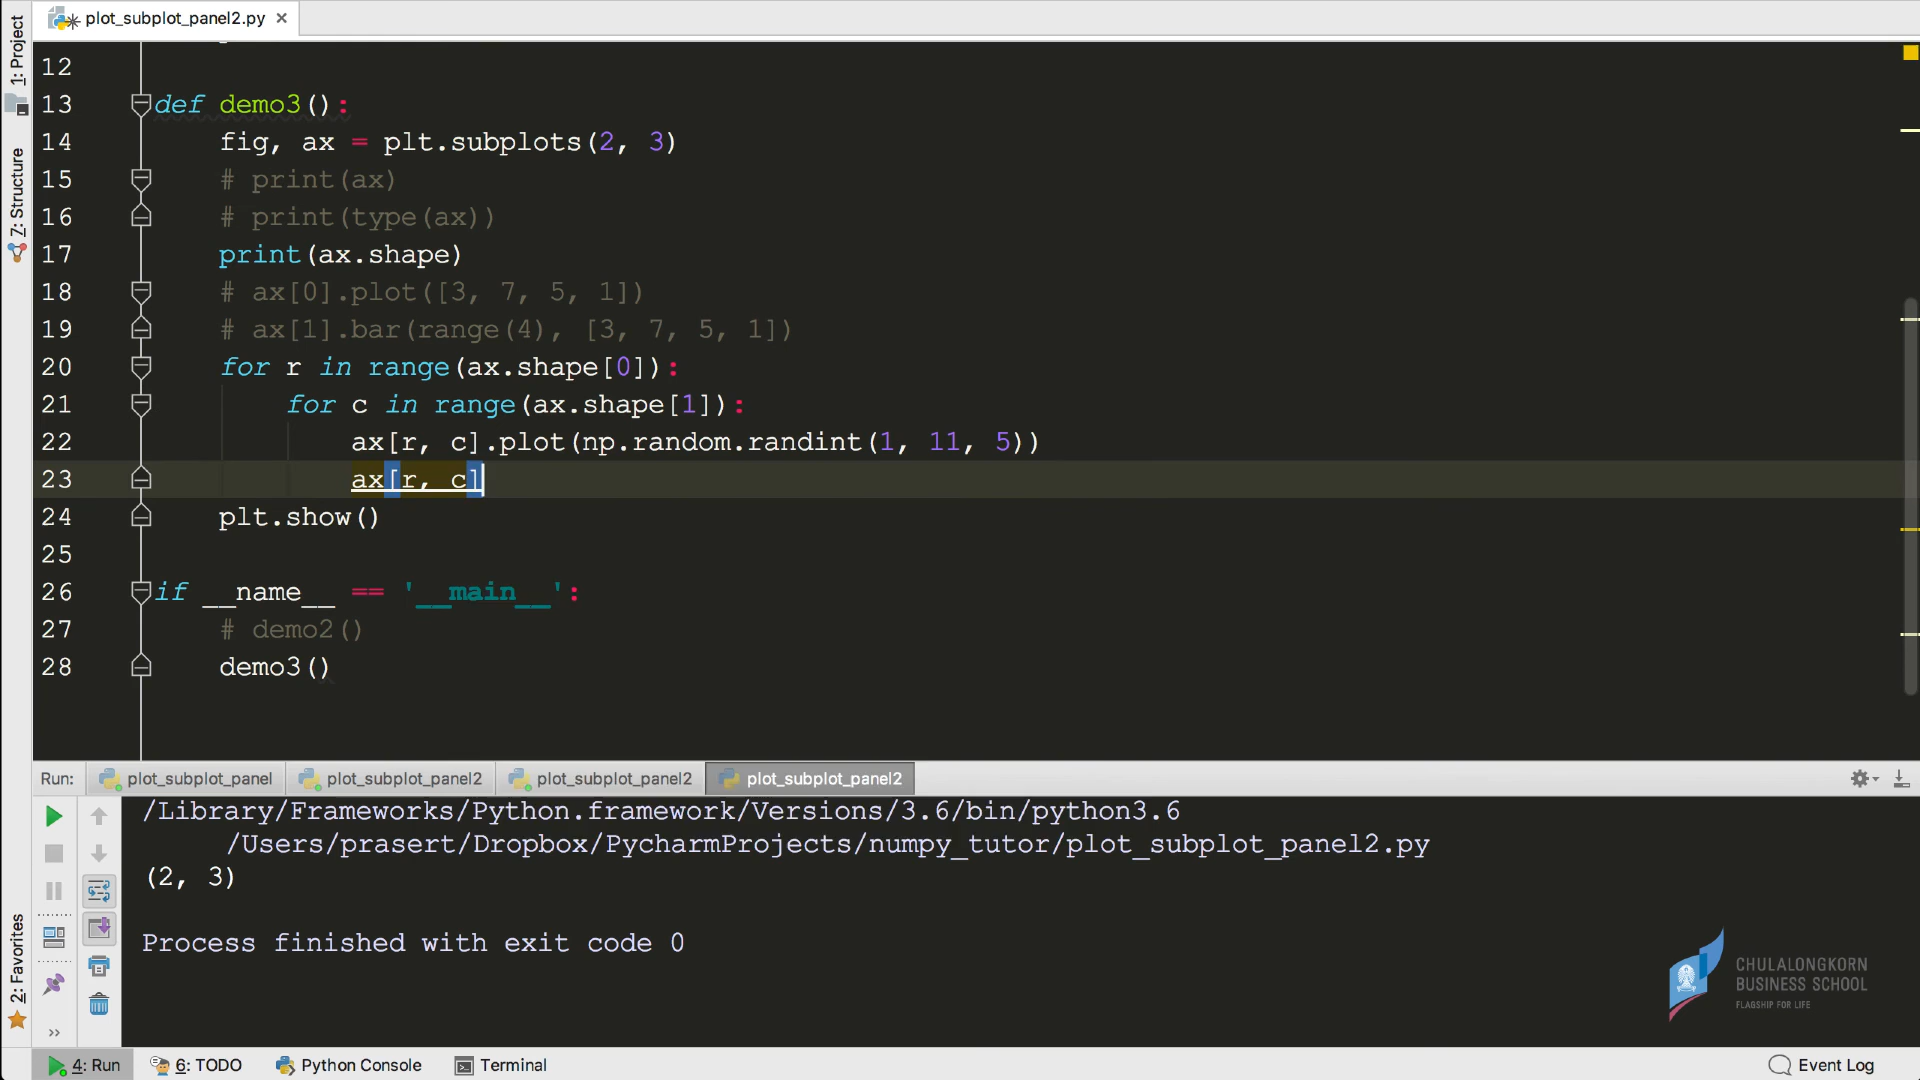 plot_subplot_panel2.py
1: Project
7: Structure
2: Favorites
12
13 def demo3():
14 fig, ax = plt.subplots(2, 3)
15 # print(ax)
16 # print(type(ax))
17 print(ax.shape)
18 # ax[0].plot([3, 7, 5, 1])
19 # ax[1].bar(range(4), [3, 7, 5, 1])
20 for r in range(ax.shape[0]):
21 for c in range(ax.shape[1]):
22 ax[r, c].plot(np.random.randint(1, 11, 5))
23 ax[r, c]
24 plt.show()
25
26 if __name__ == '__main__':
27 # demo2()
28 demo3()
Run: plot_subplot_panel plot_subplot_panel2 plot_subplot_panel2 plot_subplot_panel2
/Library/Frameworks/Python.framework/Versions/3.6/bin/python3.6
/Users/prasert/Dropbox/PycharmProjects/numpy_tutor/plot_subplot_panel2.py
(2, 3)
Process finished with exit code 0
CHULALONGKORN
BUSINESS SCHOOL
FLAGSHIP FOR LIFE
4: Run 6: TODO Python Console Terminal Event Log